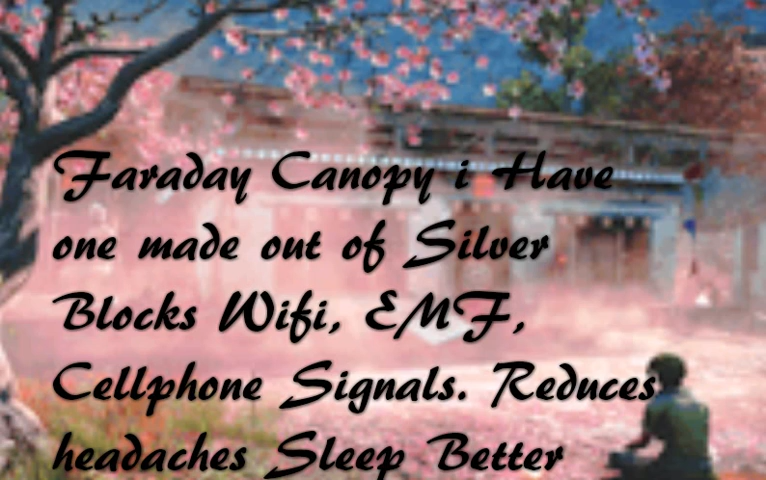 Faraday Canopy i Have
one made out of Silver
Blocks Wifi, EMF,
Cellphone Signals. Reduces
headaches Sleep Better